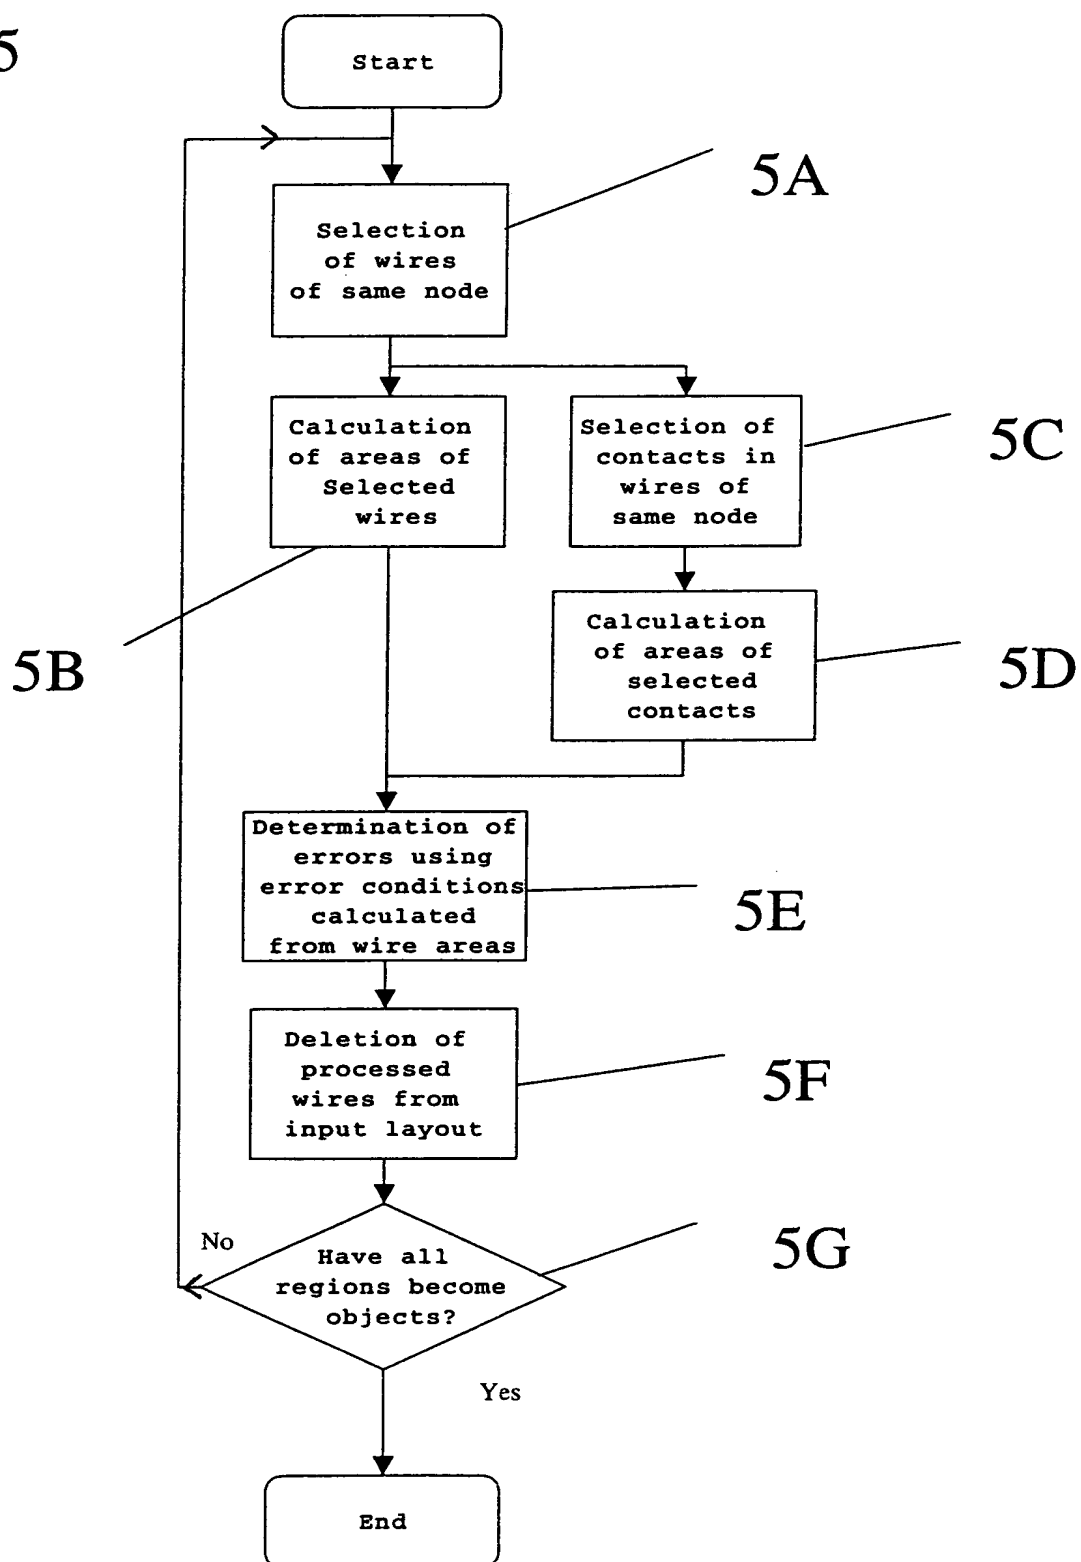 5
Start
5A
Selection
of wires
of same node
Calculation
of areas of
Selected
wires
Selection of
contacts in
wires of
same node
5C
5B
Calculation
of areas of
selected
contacts
5D
Determination of
errors using
error conditions
calculated
from wire areas
5E
Deletion of
processed
wires from
input layout
5F
No
Have all
regions become
objects?
5G
Yes
End